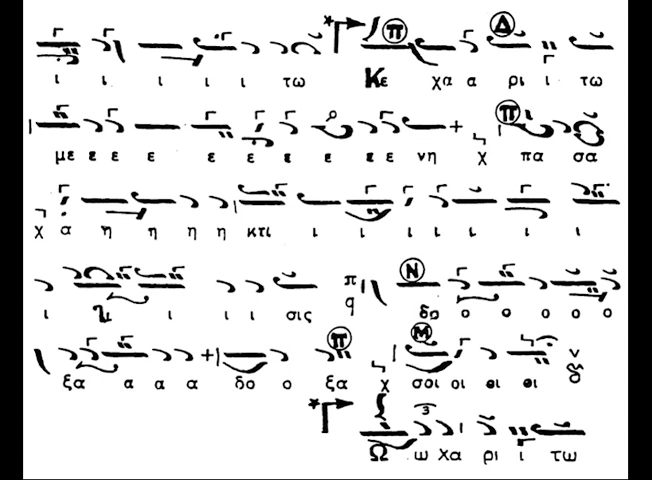 ι ι ι ι ι τω Κε χα α ρι ι τω
με ε ε ε ε ε ε ε ε ε νη χ πα σα
χ α η η η η κτι ι ι ι ι ι ι ι ι
ι ι ι ι σις π q δο ο ο ο ο ο
ξα α α α δο ο ξα χ σοι οι οι οι
Ω ω χα ρι ι τω